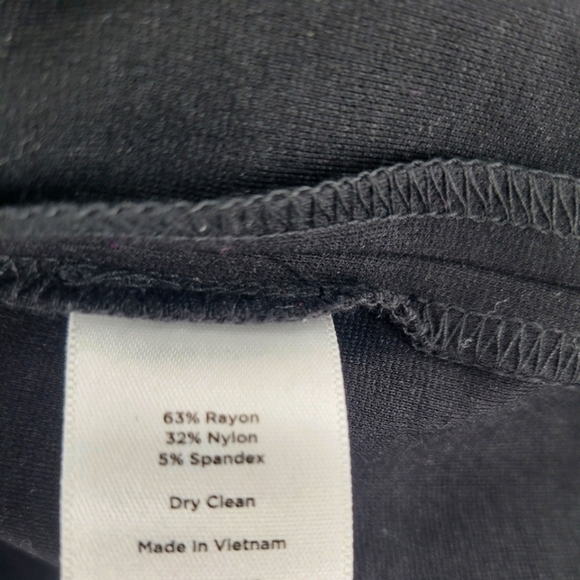 63% Rayon
32% Nylon
5% Spandex
Dry Clean
Made In Vietnam